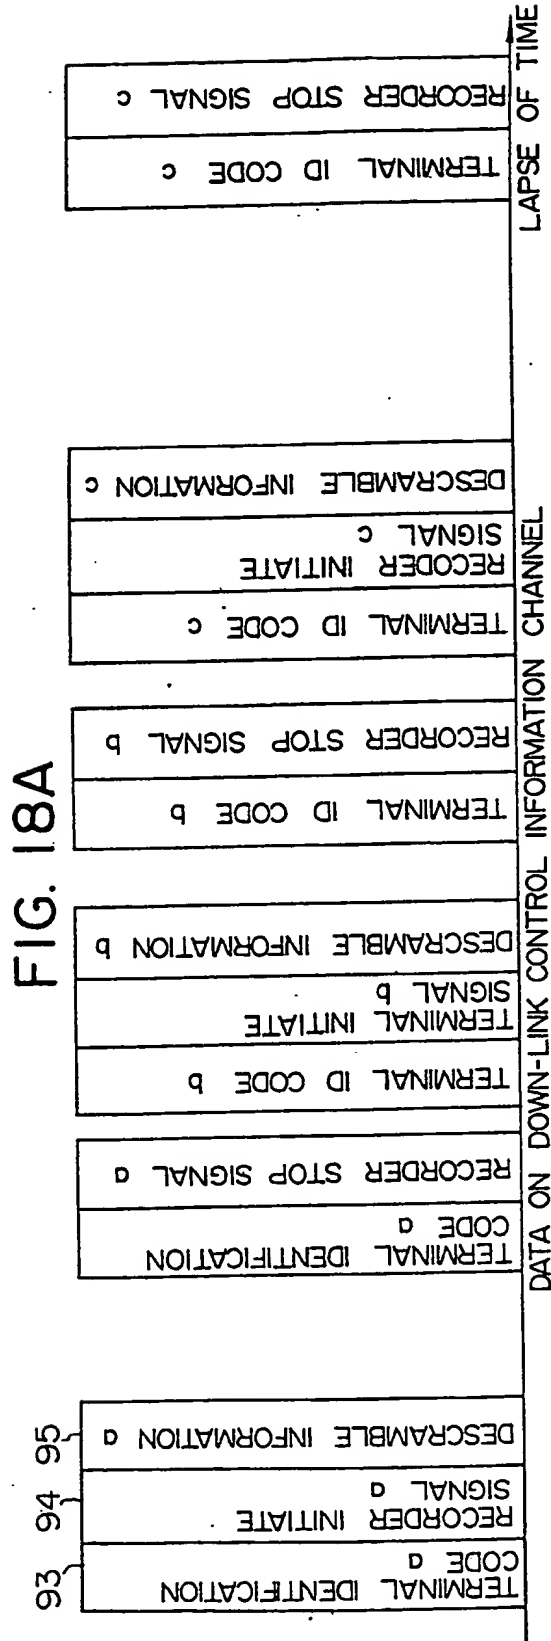 FIG. 18A
93
94
95
TERMINAL IDENTIFICATION
CODE a
RECORDER INITIATE
SIGNAL a
DESCRAMBLE INFORMATION a
TERMINAL IDENTIFICATION
CODE a
RECORDER STOP SIGNAL a
TERMINAL ID CODE b
TERMINAL INITIATE
SIGNAL b
DESCRAMBLE INFORMATION b
TERMINAL ID CODE b
RECORDER STOP SIGNAL b
TERMINAL ID CODE c
RECODER INITIATE
SIGNAL c
DESCRAMBLE INFORMATION c
TERMINAL ID CODE c
RECORDER STOP SIGNAL c
DATA ON DOWN-LINK CONTROL INFORMATION CHANNEL
LAPSE OF TIME